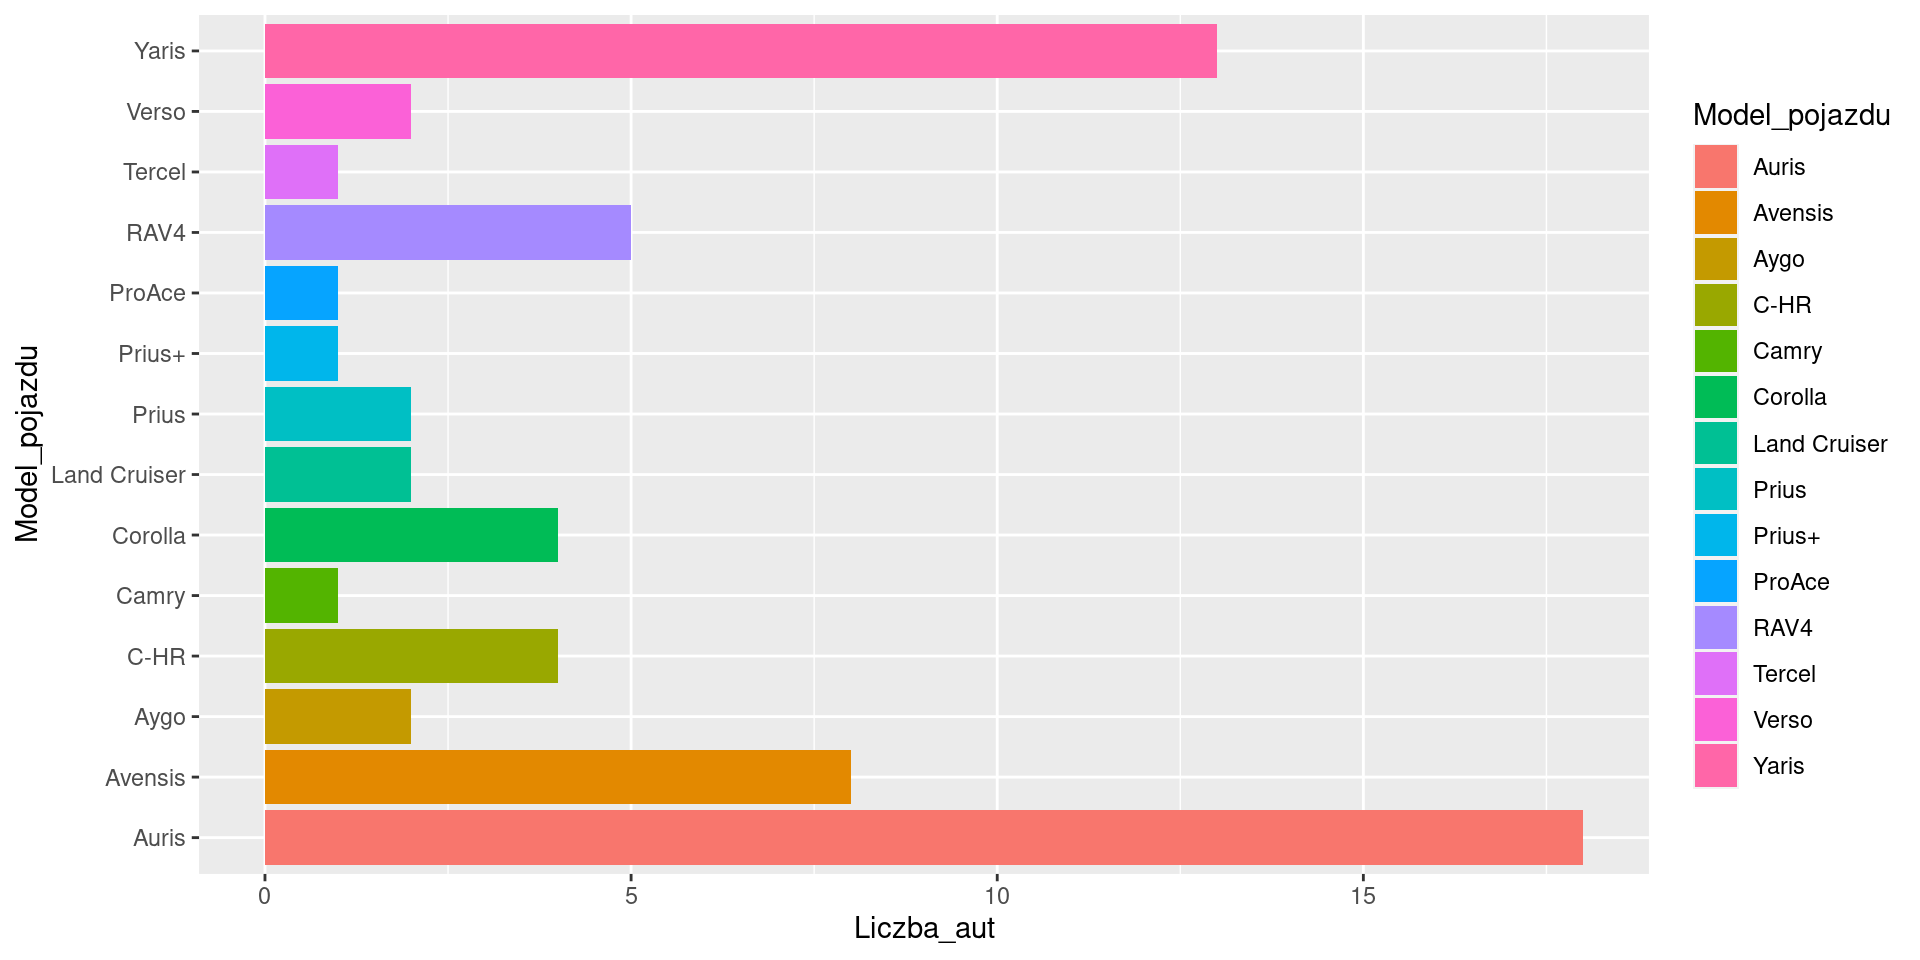 Model_pojazdu
Yaris
Verso
Tercel
RAV4
ProAce
Prius+
Prius
Land Cruiser
Corolla
Camry
C-HR
Aygo
Avensis
Auris
0 5 10 15
Liczba_aut
Model_pojazdu
Auris
Avensis
Aygo
C-HR
Camry
Corolla
Land Cruiser
Prius
Prius+
ProAce
RAV4
Tercel
Verso
Yaris